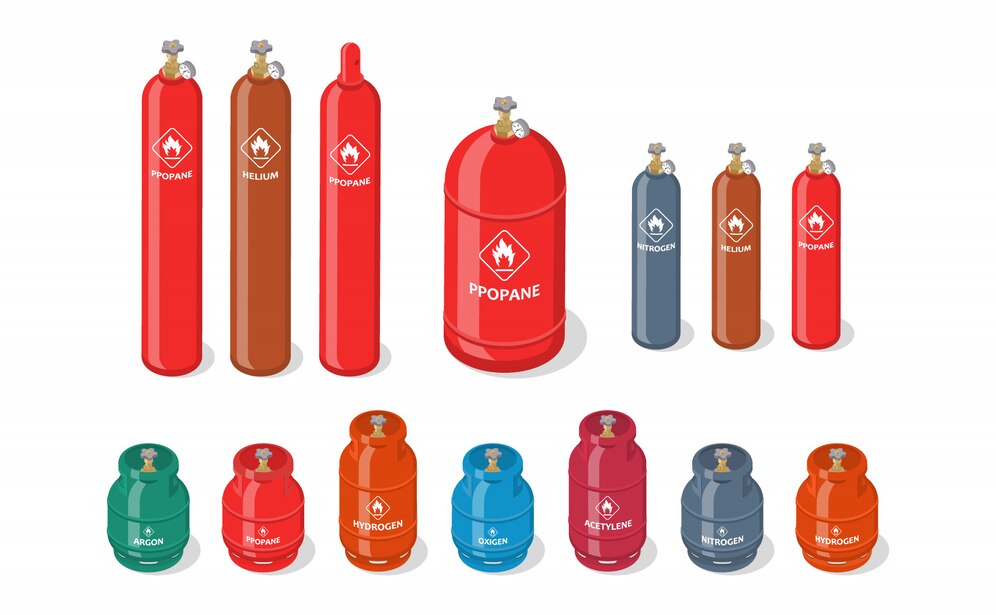 PPOPANE
HELIUM
PPOPANE
PPOPANE
NITROGEN
HELIUM
PPOPANE
ARGON
PPOPANE
HYDROGEN
OXIGEN
ACETYLENE
NITROGEN
HYDROGEN